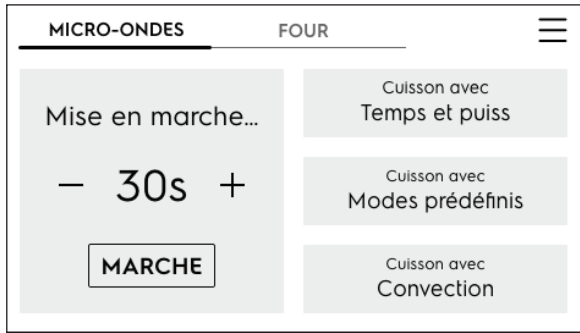 MICRO-ONDES
FOUR
Mise en marche...
– 30s +
MARCHE
Cuisson avec
Temps et puiss
Cuisson avec
Modes prédéfinis
Cuisson avec
Convection